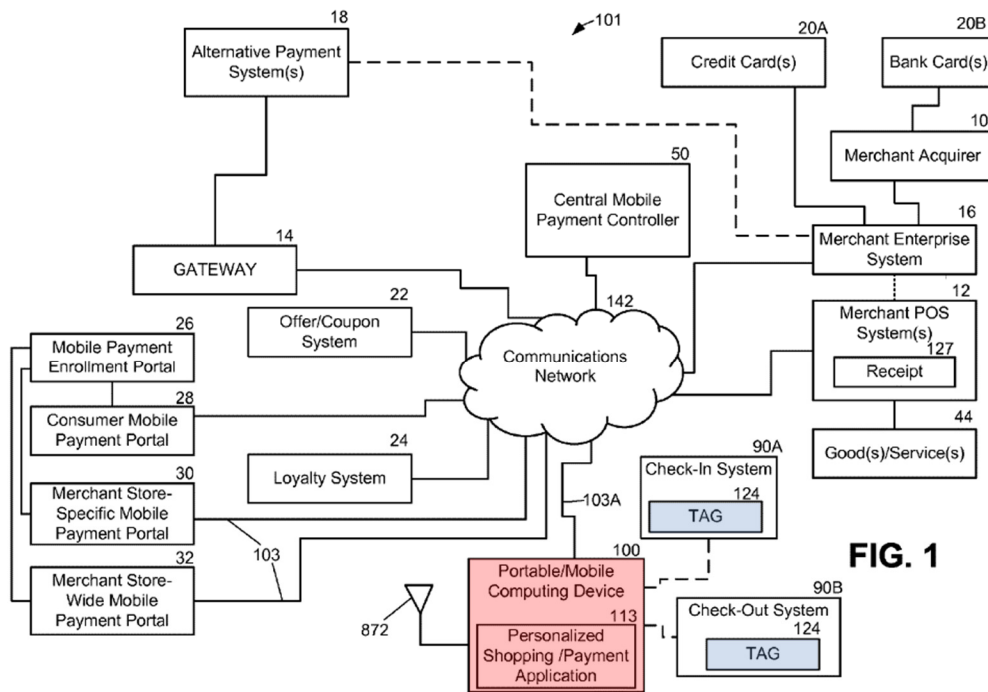 18
101
20A
20B
Alternative Payment
System(s)
Credit Card(s)
Bank Card(s)
10
50
Merchant Acquirer
Central Mobile
Payment Controller
16
14
Merchant Enterprise
System
GATEWAY
22
142
12
Offer/Coupon
System
Merchant POS
System(s)
26
127
Mobile Payment
Enrollment Portal
Communications
Network
Receipt
28
Consumer Mobile
Payment Portal
24
44
Loyalty System
Good(s)/Service(s)
30
90A
Merchant Store-
Specific Mobile
Payment Portal
Check-In System
124
TAG
103A
103
32
100
FIG. 1
Merchant Store-
Wide Mobile
Payment Portal
Portable/Mobile
Computing Device
90B
872
113
Check-Out System
124
TAG
Personalized
Shopping /Payment
Application